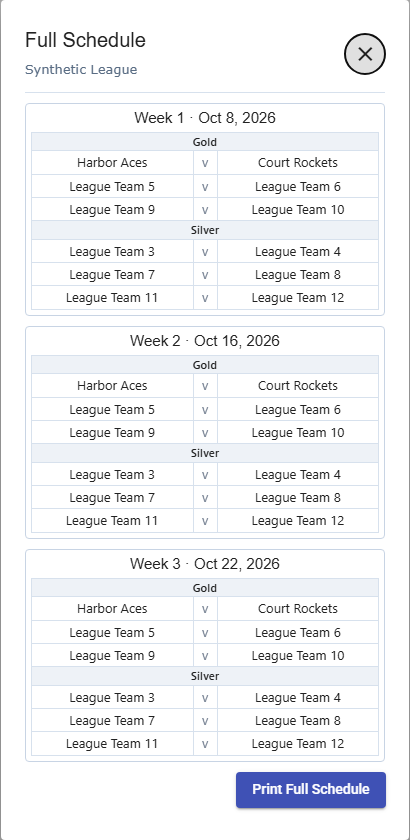 Full Schedule
Synthetic League
Week 1 · Oct 8, 2026
Gold
Harbor Aces v Court Rockets
League Team 5 v League Team 6
League Team 9 v League Team 10
Silver
League Team 3 v League Team 4
League Team 7 v League Team 8
League Team 11 v League Team 12
Week 2 · Oct 16, 2026
Gold
Harbor Aces v Court Rockets
League Team 5 v League Team 6
League Team 9 v League Team 10
Silver
League Team 3 v League Team 4
League Team 7 v League Team 8
League Team 11 v League Team 12
Week 3 · Oct 22, 2026
Gold
Harbor Aces v Court Rockets
League Team 5 v League Team 6
League Team 9 v League Team 10
Silver
League Team 3 v League Team 4
League Team 7 v League Team 8
League Team 11 v League Team 12
Print Full Schedule